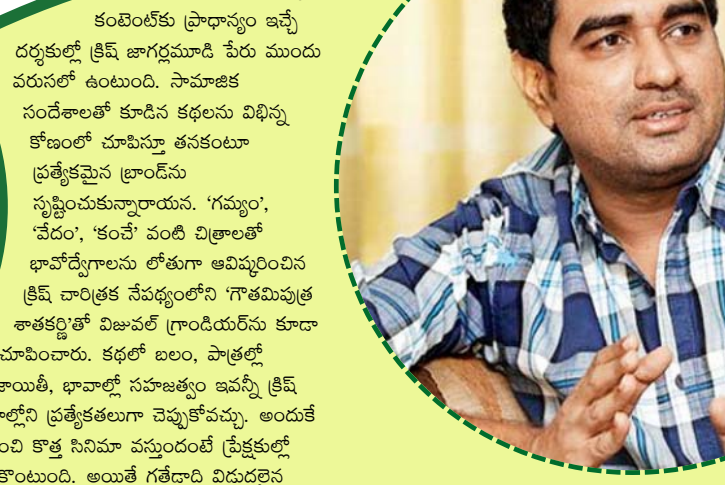 కంటెంట్‌కు ప్రాధాన్యం ఇచ్చే
దర్శకుల్లో క్రిష్ జాగర్లమూడి పేరు ముందు
వరుసలో ఉంటుంది. సామాజిక
సందేశాలతో కూడిన కథలను విభిన్న
కోణంలో చూపిస్తూ తనకంటూ
ప్రత్యేకమైన బ్రాండ్‌ను
సృష్టించుకున్నారాయన. ‘గమ్యం’,
‘వేదం’, ‘కంచే’ వంటి చిత్రాలతో
భావోద్వేగాలను లోతుగా ఆవిష్కరించిన
క్రిష్ చారిత్రక నేపథ్యంలోని ‘గౌతమిపుత్ర
శాతకర్ణి’తో విజువల్ గ్రాండియర్‌ను కూడా
చూపించారు. కథలో బలం, పాత్రల్లో
భావాల్లో సహజత్వం ఇవన్నీ క్రిష్
ప్రత్యేకతలుగా చెప్పుకోవచ్చు. అందుకే
కొత్త సినిమా వస్తుందంటే ప్రేక్షకుల్లో
అయితే గతేడాది విడుదలైన